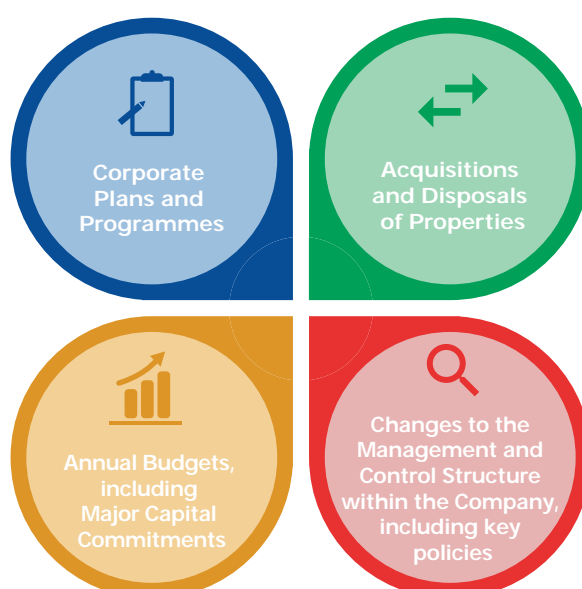 Corporate
Plans and
Programmes
Acquisitions
and Disposals
of Properties
Annual Budgets,
including
Major Capital
Commitments
Changes to the
Management and
Control Structure
within the Company,
including key
policies